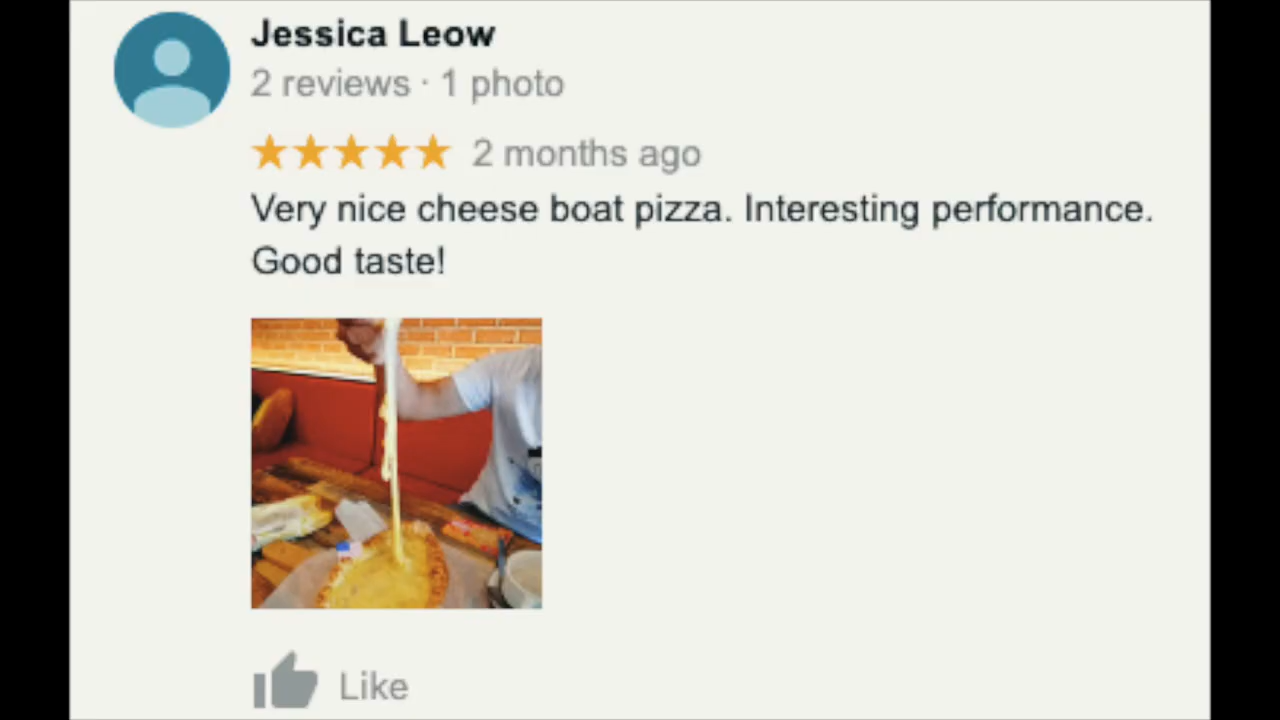 Jessica Leow
2 reviews · 1 photo
2 months ago
Very nice cheese boat pizza. Interesting performance.
Good taste!
Like